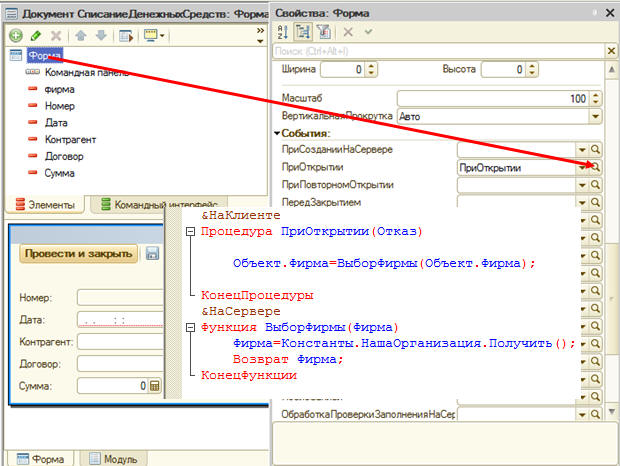 Документ СписаниеДенежныхСредств: Форма
Форма
Командная панель
Фирма
Номер
Дата
Контрагент
Договор
Сумма
Элементы
Командный интерфейс
Провести и закрыть
Номер:
Дата:
. . : :
Контрагент:
Договор:
Сумма:
0
Форма
Модуль
Свойства: Форма
Поиск (Ctrl+Alt+I)
Ширина 0 Высота 0
Масштаб 100
ВертикальнаяПрокрутка Авто
События:
ПриСозданииНаСервере
ПриОткрытии ПриОткрытии
ПриПовторномОткрытии
ПередЗакрытием
&НаКлиенте
Процедура ПриОткрытии(Отказ)
Объект.Фирма=ВыборФирмы(Объект.Фирма);
КонецПроцедуры
&НаСервере
Функция ВыборФирмы(Фирма)
Фирма=Константы.НашаОрганизация.Получить();
Возврат Фирма;
КонецФункции
ОбработкаПроверкиЗаполненияНаСер